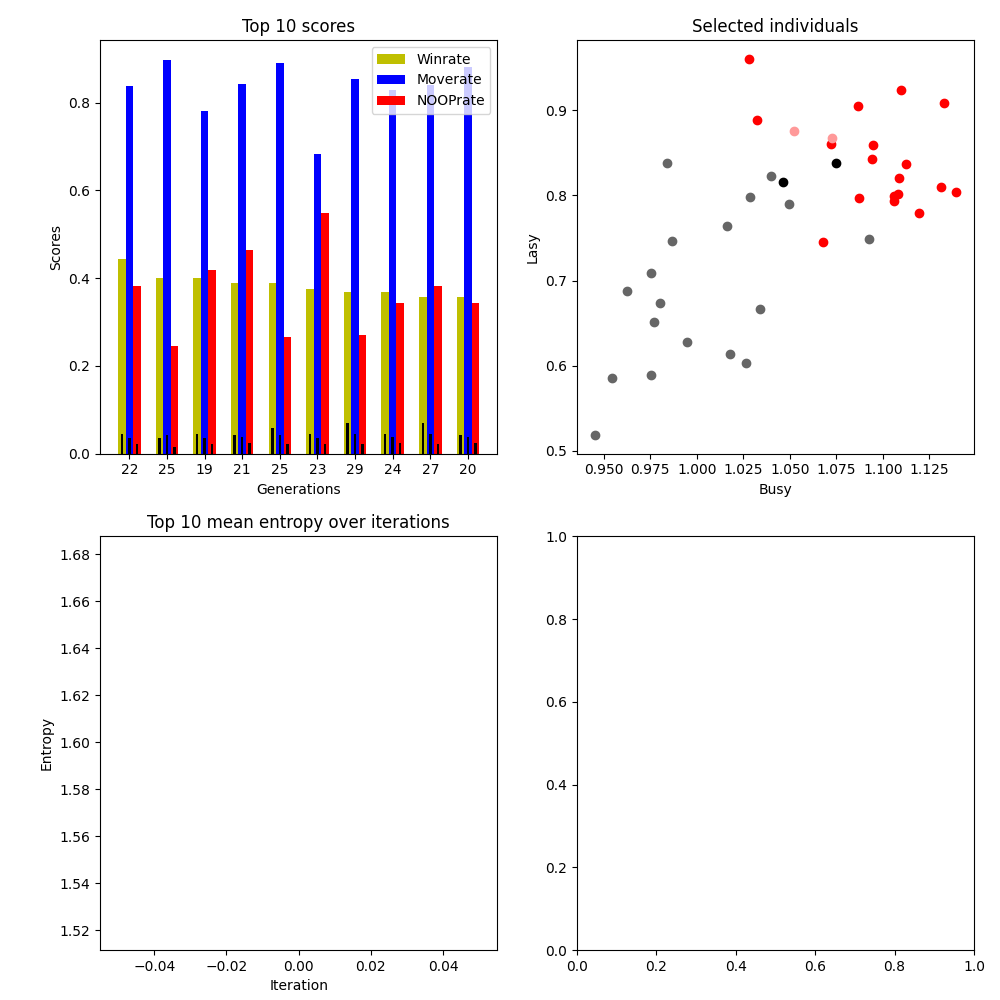 Top 10 scores
Winrate
Moverate
NOOPrate
Scores
0.8
0.6
0.4
0.2
0.0
22 25 19 21 25 23 29 24 27 20
Generations
Selected individuals
Lasy
0.9
0.8
0.7
0.6
0.5
0.950 0.975 1.000 1.025 1.050 1.075 1.100 1.125
Busy
Top 10 mean entropy over iterations
Entropy
1.68
1.66
1.64
1.62
1.60
1.58
1.56
1.54
1.52
−0.04 −0.02 0.00 0.02 0.04
Iteration
1.0
0.8
0.6
0.4
0.2
0.0
0.0 0.2 0.4 0.6 0.8 1.0